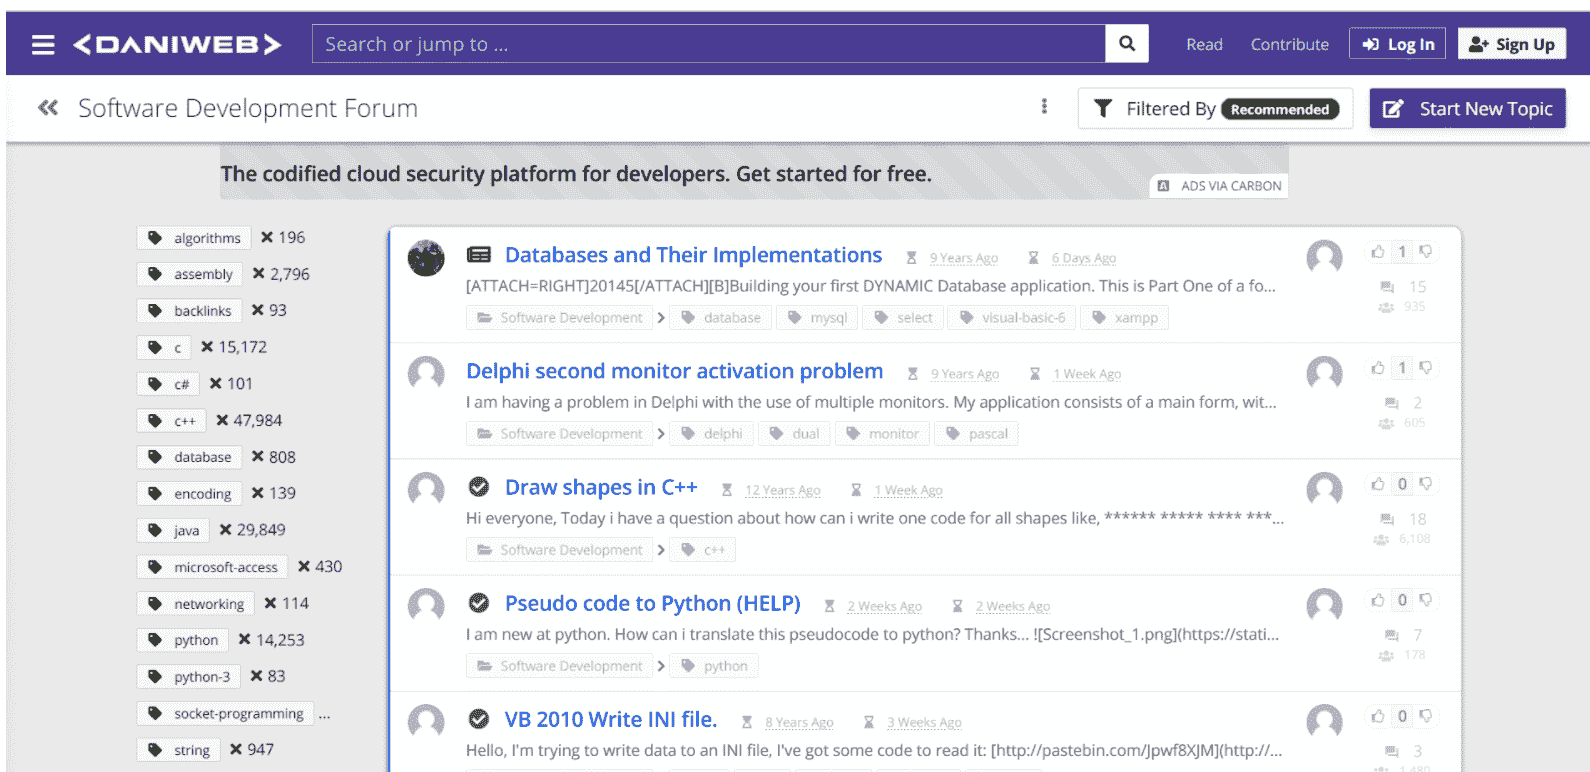 <DANIWEB>
Search or jump to ...
Read
Contribute
Log In
Sign Up
Software Development Forum
Filtered By Recommended
Start New Topic
The codified cloud security platform for developers. Get started for free.
ADS VIA CARBON
algorithms × 196
assembly × 2,796
backlinks × 93
c × 15,172
c# × 101
c++ × 47,984
database × 808
encoding × 139
java × 29,849
microsoft-access × 430
networking × 114
python × 14,253
python-3 × 83
socket-programming ...
string × 947
Databases and Their Implementations 9 Years Ago 6 Days Ago
1
[ATTACH=RIGHT]20145[/ATTACH][B]Building your first DYNAMIC Database application. This is Part One of a fo...
15
935
Software Development > database mysql select visual-basic-6 xampp
Delphi second monitor activation problem 9 Years Ago 1 Week Ago
1
I am having a problem in Delphi with the use of multiple monitors. My application consists of a main form, wit...
2
605
Software Development > delphi dual monitor pascal
Draw shapes in C++ 12 Years Ago 1 Week Ago
0
Hi everyone, Today i have a question about how can i write one code for all shapes like, ****** ***** **** ***...
18
6,108
Software Development > c++
Pseudo code to Python (HELP) 2 Weeks Ago 2 Weeks Ago
0
I am new at python. How can i translate this pseudocode to python? Thanks... ![Screenshot_1.png](https://stati...
7
178
Software Development > python
VB 2010 Write INI file. 8 Years Ago 3 Weeks Ago
0
Hello, I'm trying to write data to an INI file, I've got some code to read it: [http://pastebin.com/Jpwf8XJM](http://...
3
1,480